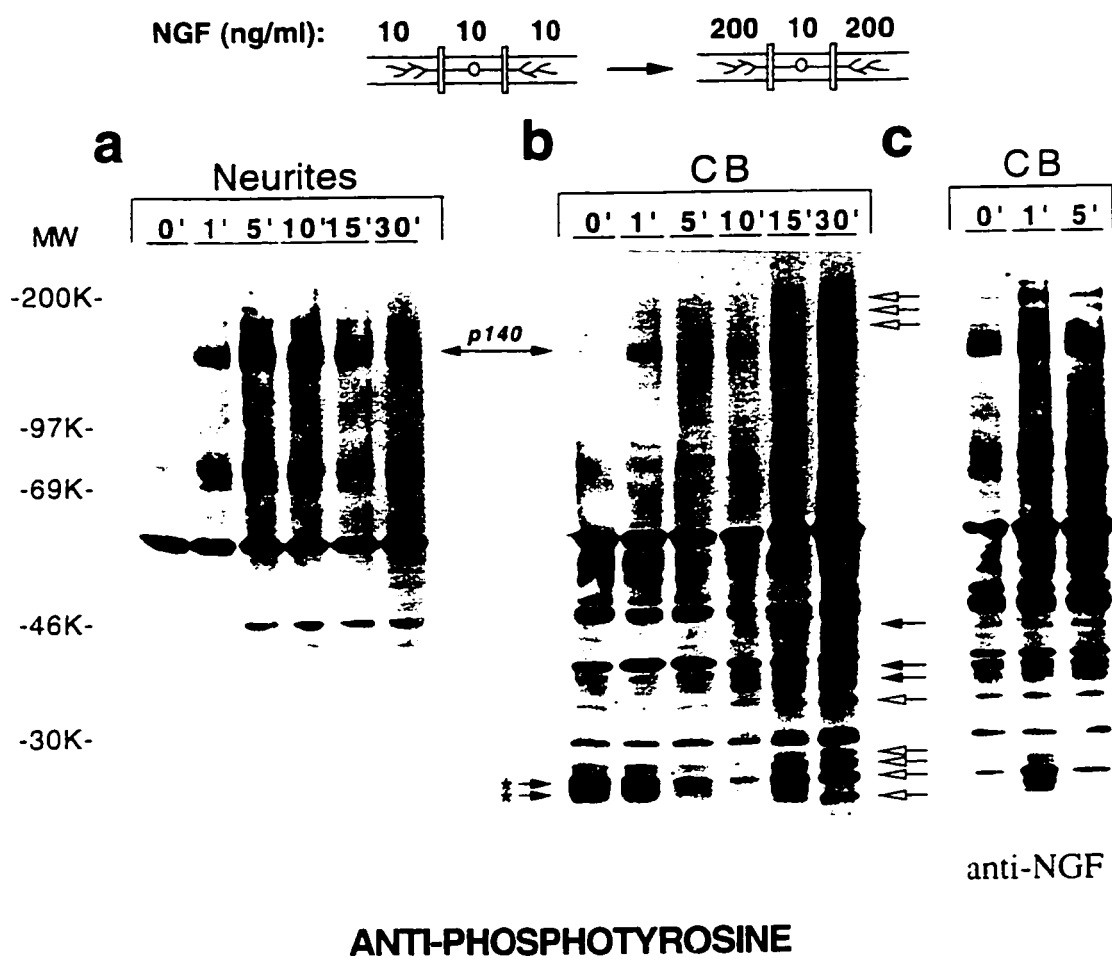 NGF (ng/ml): 10 10 10 200 10 200
a b c
Neurites CB CB
MW 0' 1' 5' 10' 15' 30' 0' 1' 5' 10' 15' 30' 0' 1' 5'
-200K-
p140
-97K-
-69K-
-46K-
-30K-
*
*
anti-NGF
ANTI-PHOSPHOTYROSINE